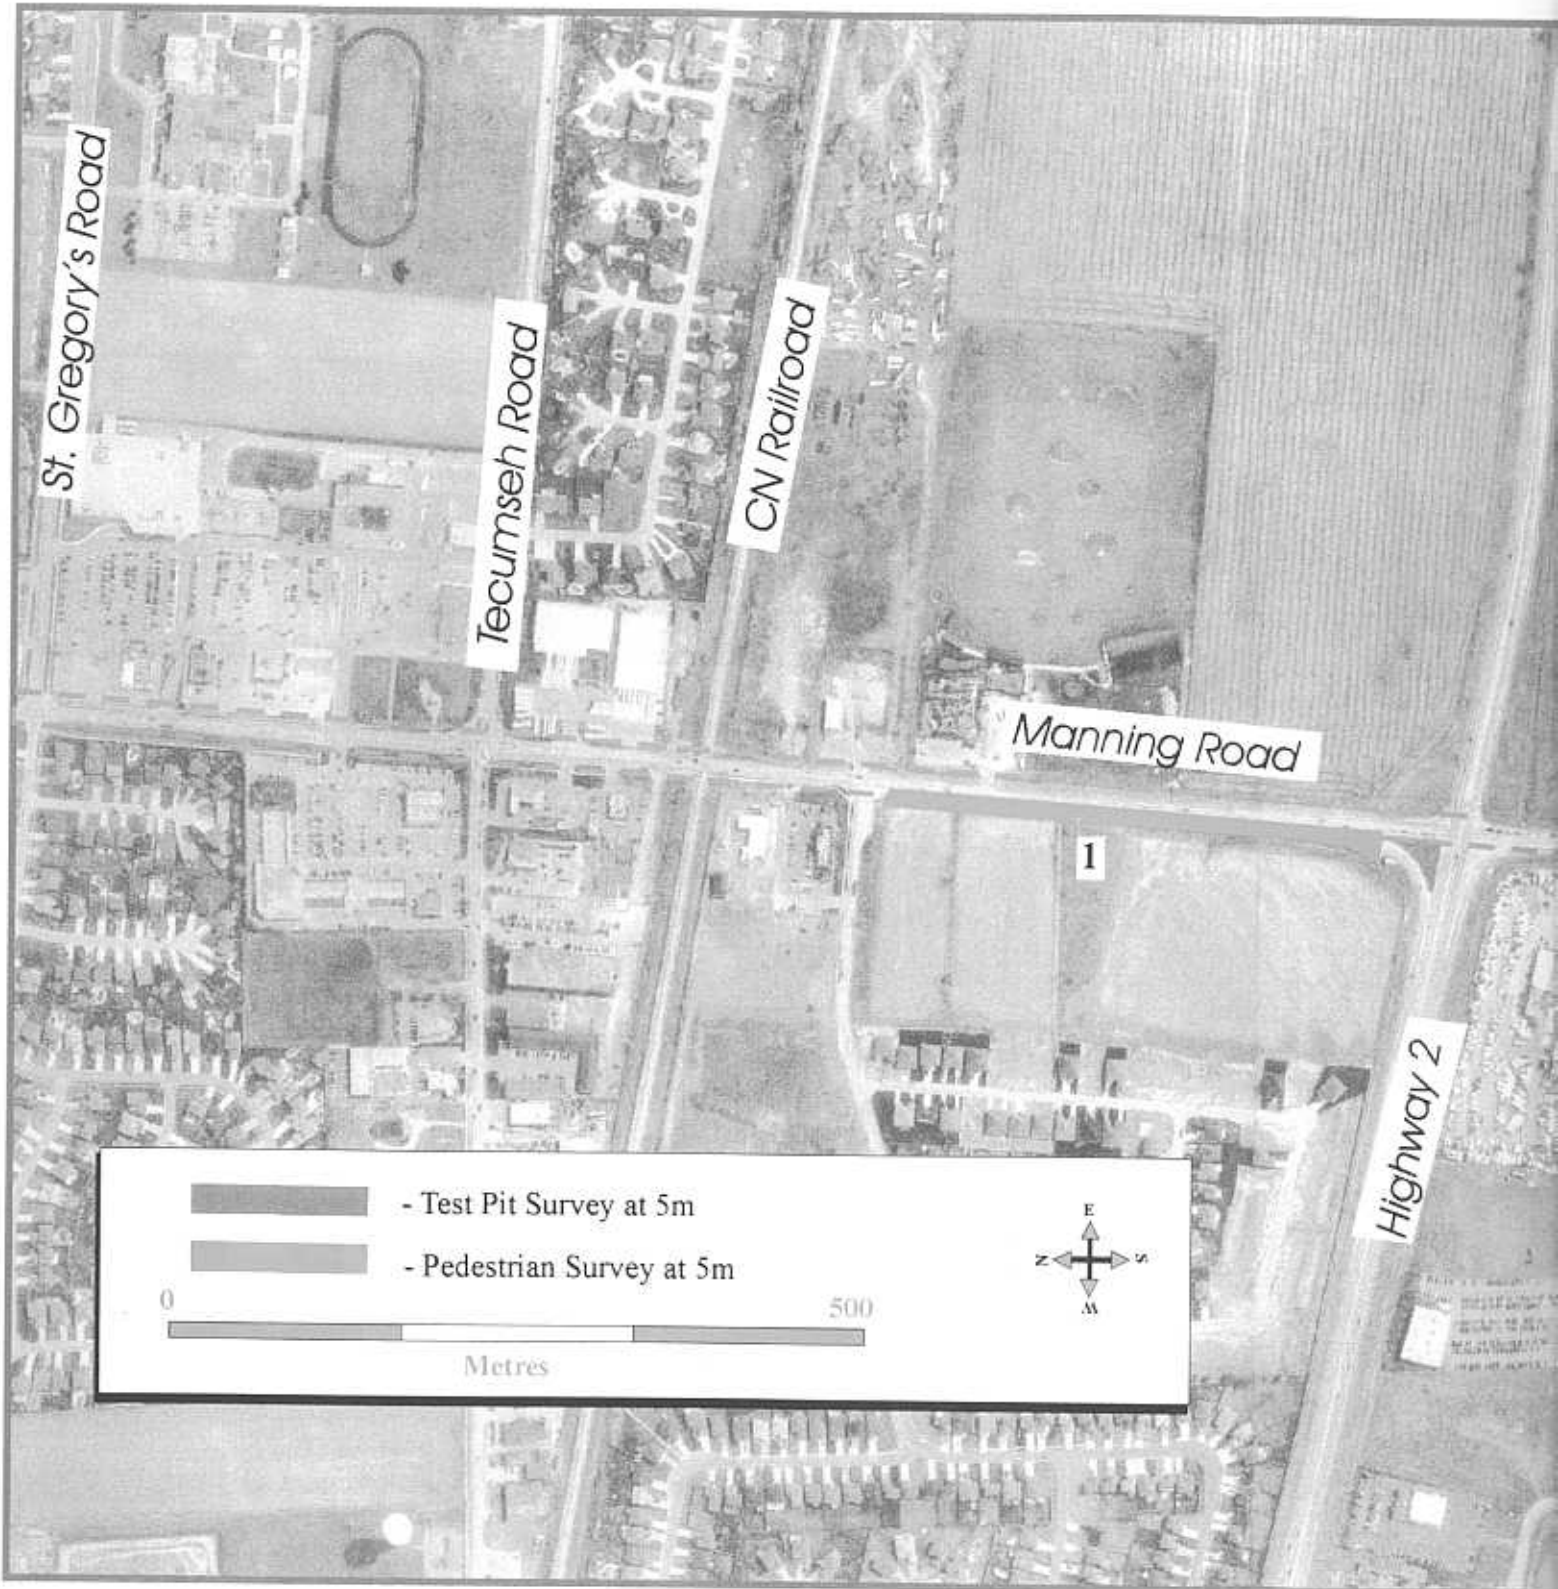 St. Gregory's Road
Tecumseh Road
CN Railroad
Manning Road
1
Highway 2
- Test Pit Survey at 5m
- Pedestrian Survey at 5m
0 500
Metres
E
N S
W